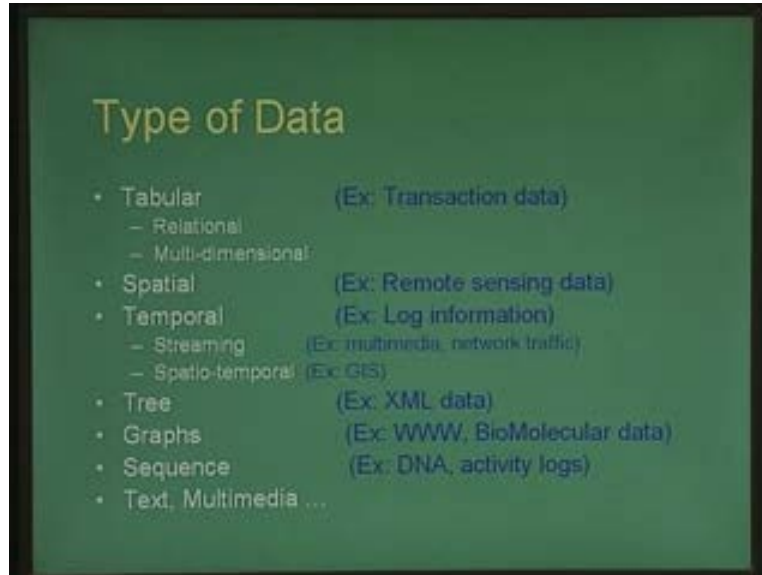 Type of Data
• Tabular (Ex: Transaction data)
– Relational
– Multi-dimensional
• Spatial (Ex: Remote sensing data)
• Temporal (Ex: Log information)
– Streaming (Ex: multimedia, network traffic)
– Spatio-temporal (Ex: GIS)
• Tree (Ex: XML data)
• Graphs (Ex: WWW, BioMolecular data)
• Sequence (Ex: DNA, activity logs)
• Text, Multimedia ...